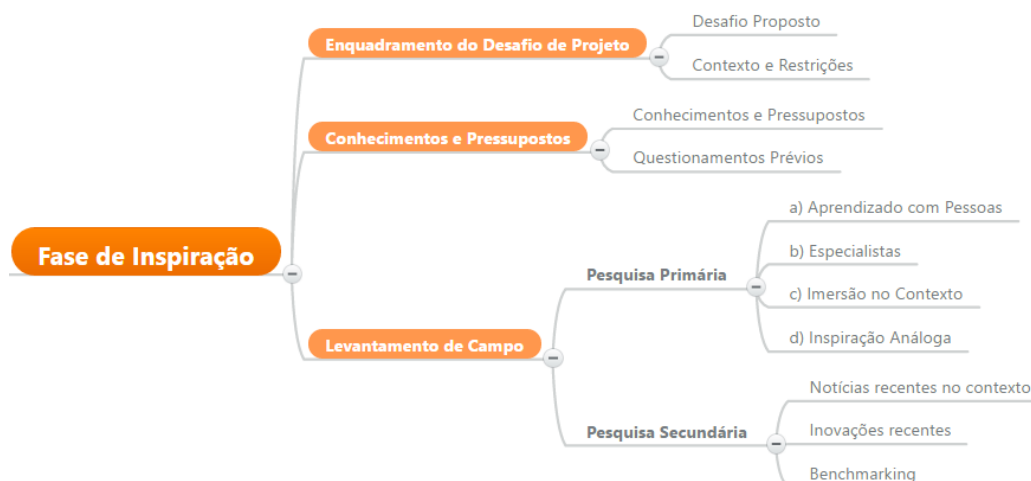 Desafio Proposto
Enquadramento do Desafio de Projeto
Contexto e Restrições
Conhecimentos e Pressupostos
Conhecimentos e Pressupostos
Questionamentos Prévios
Fase de Inspiração
a) Aprendizado com Pessoas
b) Especialistas
Pesquisa Primária
c) Imersão no Contexto
d) Inspiração Análoga
Levantamento de Campo
Notícias recentes no contexto
Pesquisa Secundária
Inovações recentes
Benchmarking